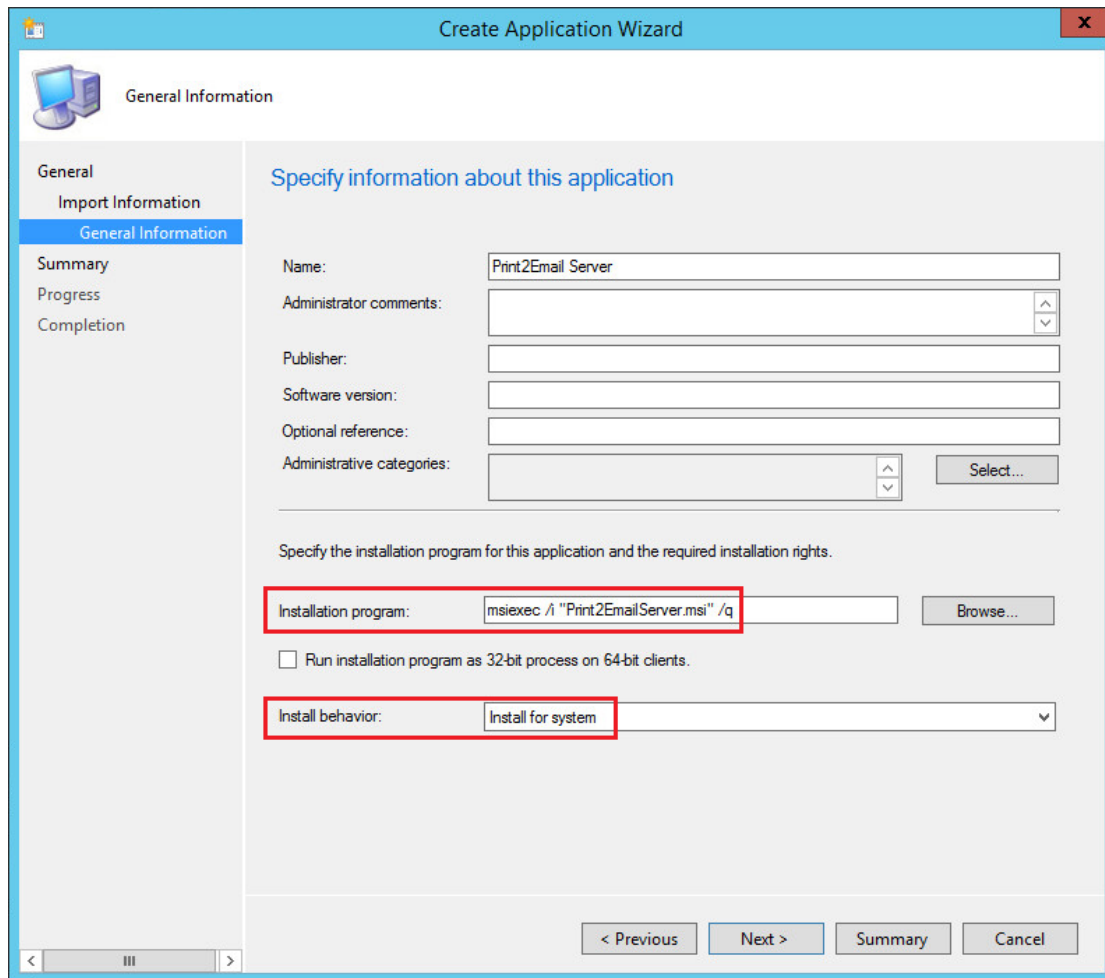 Create Application Wizard
x
General Information
General
Import Information
General Information
Summary
Progress
Completion
Specify information about this application
Name: Print2Email Server
Administrator comments:
Publisher:
Software version:
Optional reference:
Administrative categories: Select...
Specify the installation program for this application and the required installation rights.
Installation program: msiexec /i "Print2EmailServer.msi" /q Browse...
Run installation program as 32-bit process on 64-bit clients.
Install behavior: Install for system
< Previous Next > Summary Cancel